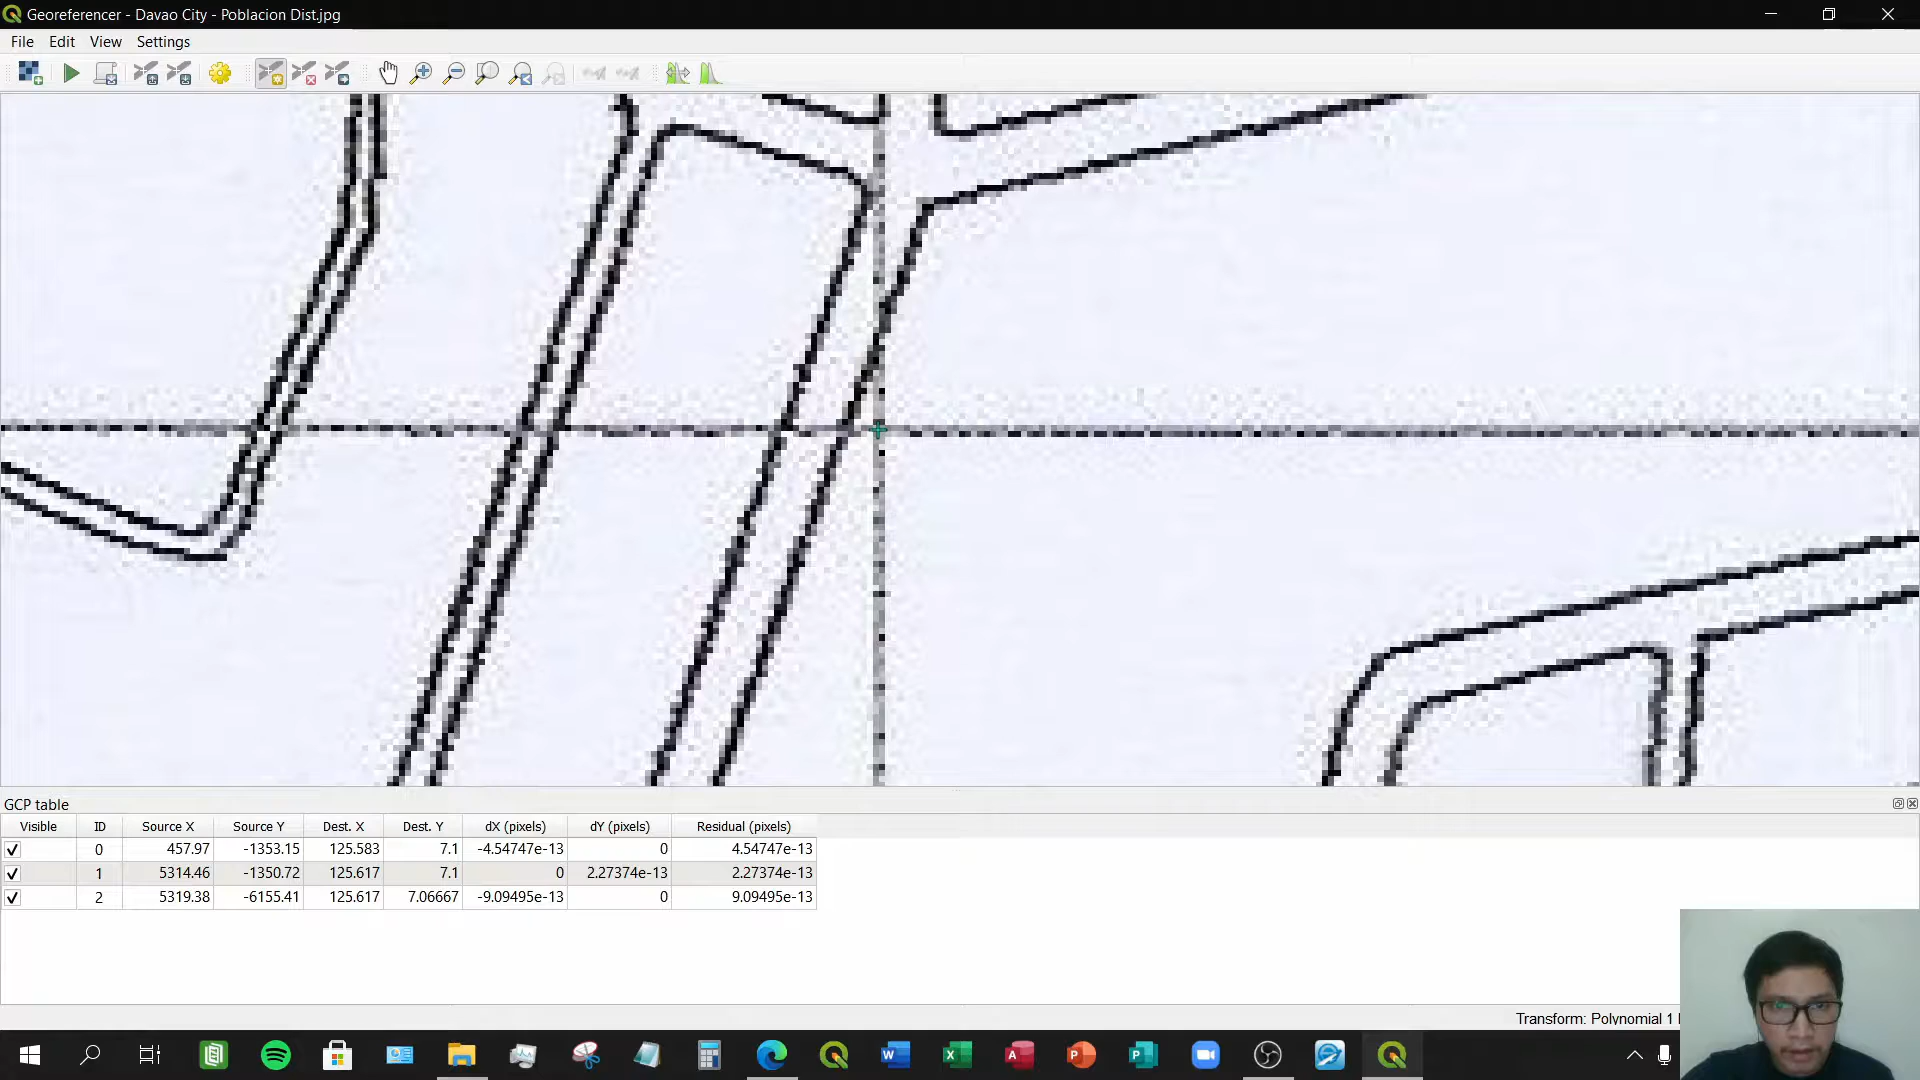 Georeferencer - Davao City - Poblacion Dist.jpg
File Edit View Settings
GCP table
Visible ID Source X Source Y Dest. X Dest. Y dX (pixels) dY (pixels) Residual (pixels)
0 457.97 -1353.15 125.583 7.1 -4.54747e-13 0 4.54747e-13
1 5314.46 -1350.72 125.617 7.1 0 2.27374e-13 2.27374e-13
2 5319.38 -6155.41 125.617 7.06667 -9.09495e-13 0 9.09495e-13
Transform: Polynomial 1